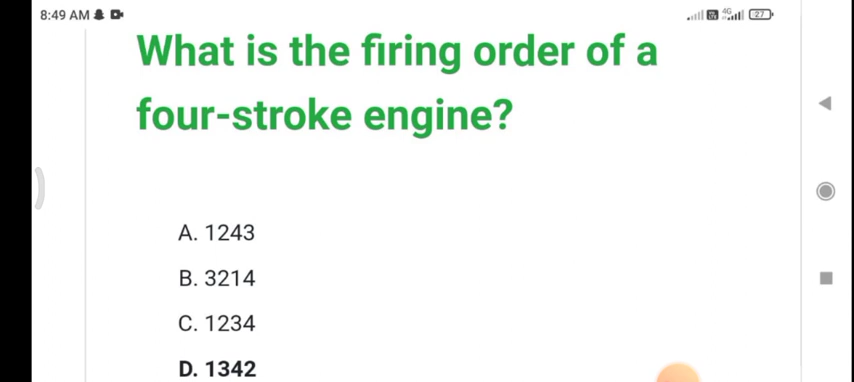 8:49 AM 4G 27
What is the firing order of a
four-stroke engine?
A. 1243
B. 3214
C. 1234
D. 1342